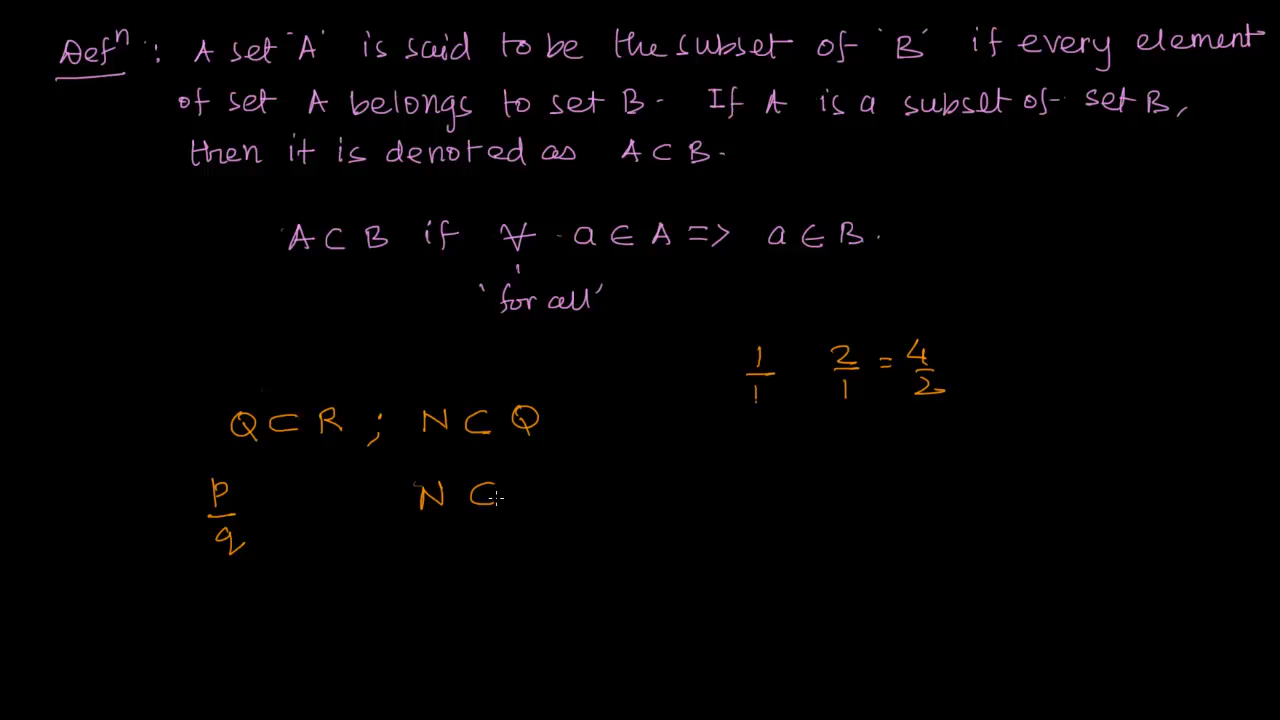 Defⁿ : A set 'A' is said to be the subset of 'B' if every element
of set A belongs to set B. If A is a subset of set B,
then it is denoted as A ⊂ B.
A ⊂ B if ∀ a ∈ A => a ∈ B.
'for all'
1/1 2/1 = 4/2
Q ⊂ R ; N ⊂ Q
p/q N ⊂